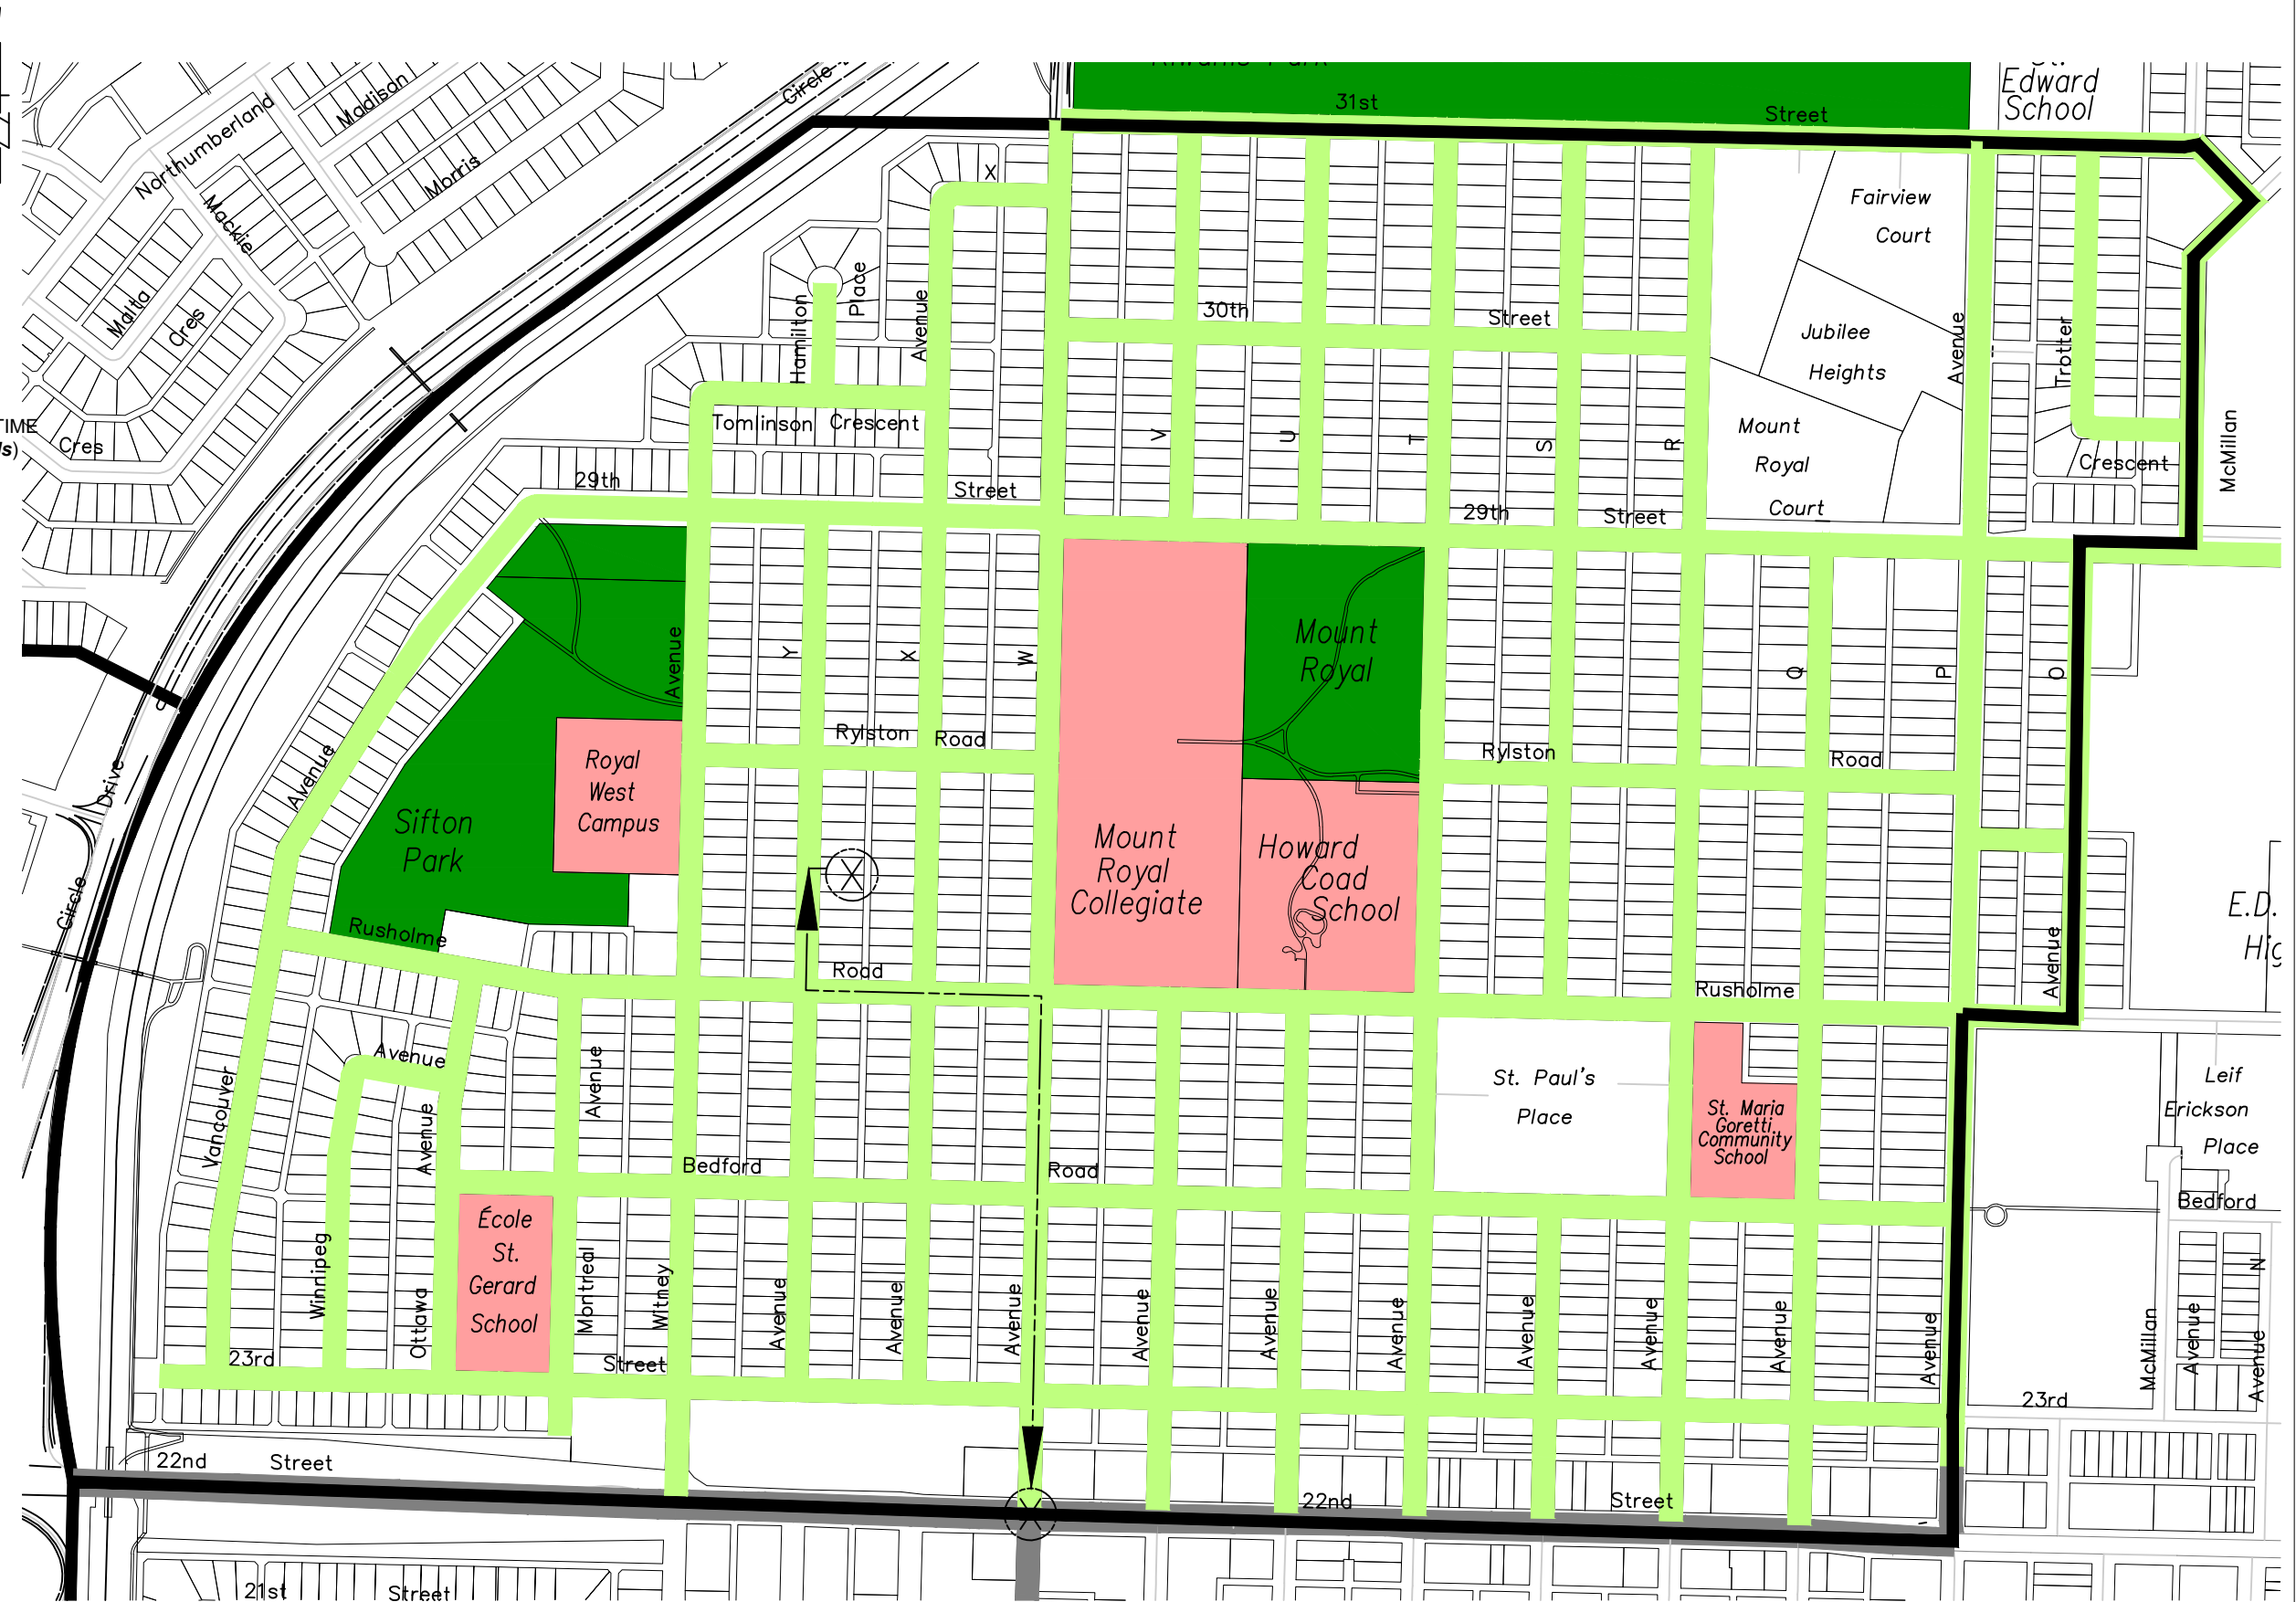 Kiwanis Park
St.
Edward
School
Circle
Madison
31st
Street
Northumberland
Morris
X
Mackie
Fairview
Court
Place
Hamilton
Avenue
30th
Street
Malta
Cres
Jubilee
Heights
Avenue
Trotter
Tomlinson
Crescent
V
U
T
S
R
Mount
Royal
Court
TIME
Cres
Crescent
McMillan
29th
Street
29th
Street
Mount
Royal
Avenue
Y
X
W
Q
P
O
Rylston
Road
Rylston
Road
Royal
West
Campus
Avenue
Drive
Sifton
Park
Mount
Royal
Collegiate
Howard
Coad
School
X
Circle
E.D.
Rusholme
Road
Rusholme
Avenue
Avenue
Avenue
Avenue
Vancouver
St. Paul's
Place
St. Maria
Goretti
Community
School
Leif
Erickson
Place
Bedford
Road
Bedford
École
St.
Gerard
School
Winnipeg
Ottawa
Montreal
Witney
Avenue
Avenue
Avenue
Avenue
Avenue
Avenue
Avenue
Avenue
Avenue
Avenue
McMillan
Avenue
Avenue
N
23rd
Street
23rd
22nd
Street
22nd
Street
X
21st
Street